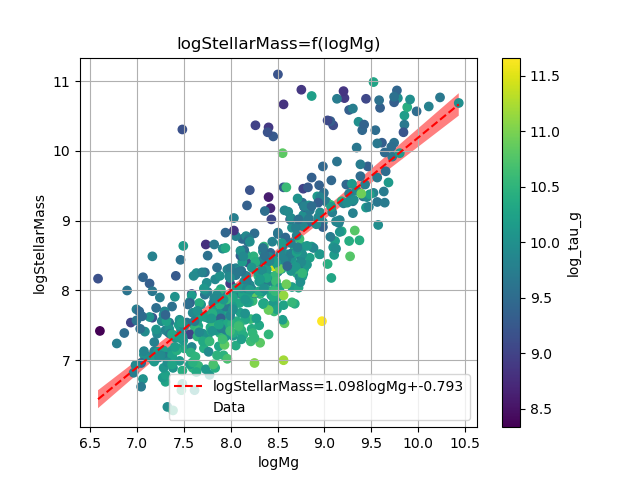 logStellarMass=f(logMg)
logStellarMass
11
10
9
8
7
6.5 7.0 7.5 8.0 8.5 9.0 9.5 10.0 10.5
logMg
logStellarMass=1.098logMg+-0.793
Data
11.5
11.0
10.5
10.0
9.5
9.0
8.5
log_tau_g